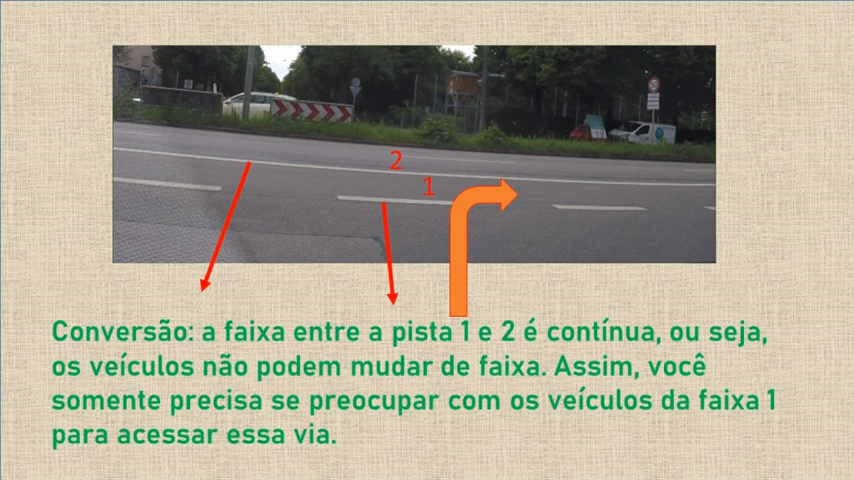 2
1
Conversão: a faixa entre a pista 1 e 2 é contínua, ou seja,
os veículos não podem mudar de faixa. Assim, você
somente precisa se preocupar com os veículos da faixa 1
para acessar essa via.